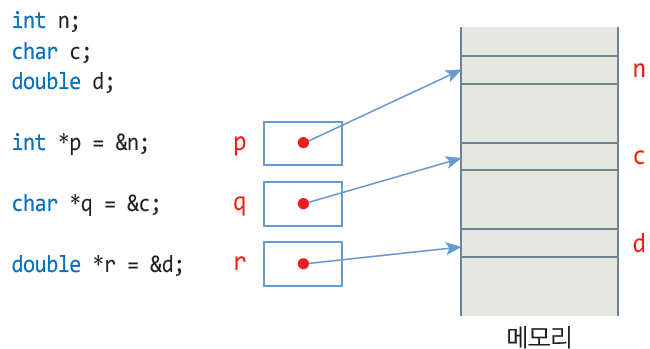 int n;
char c;
double d;
int *p = &n;
char *q = &c;
double *r = &d;
p
q
r
n
c
d
메모리